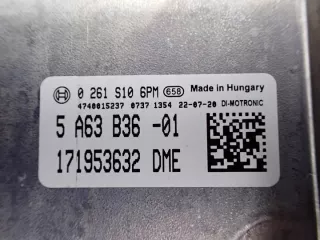 0 261 S10 6PM 658 Made in Hungary
4740015237 0737 1354 22-07-20 DI-MOTRONIC
5 A63 B36 -01
171953632 DME